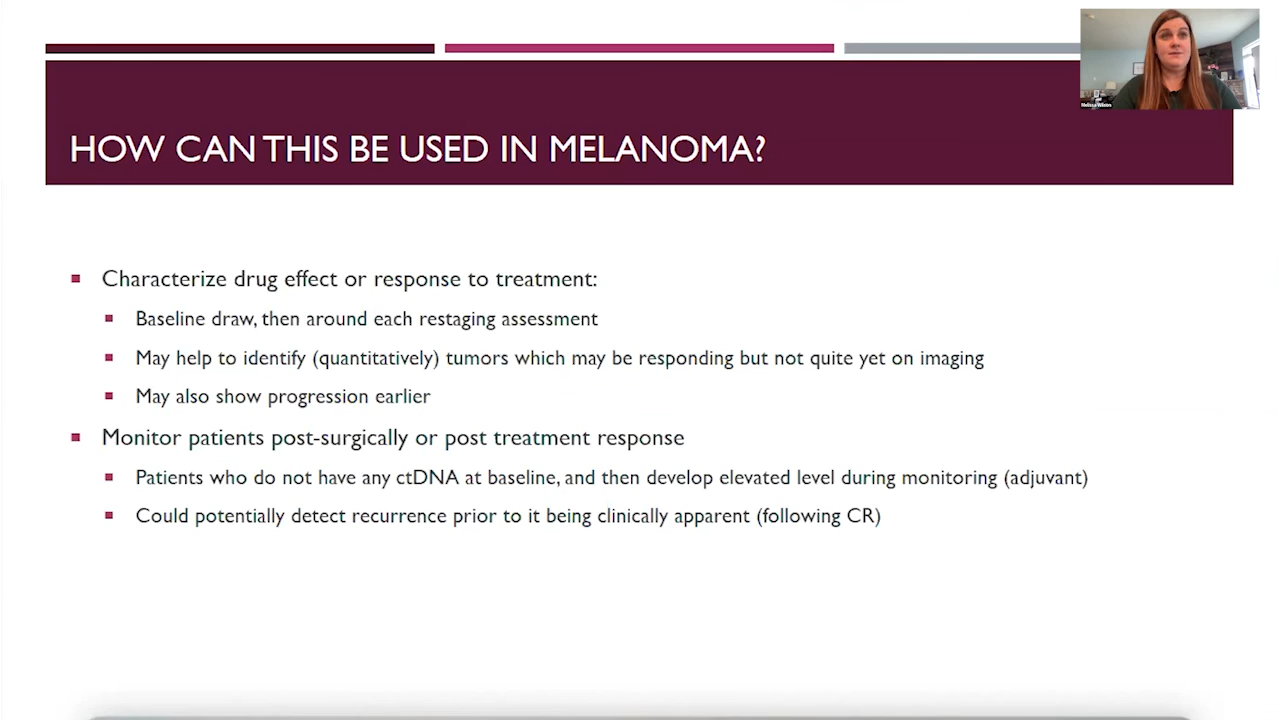 Melissa Wilson
HOW CAN THIS BE USED IN MELANOMA?
Characterize drug effect or response to treatment:
Baseline draw, then around each restaging assessment
May help to identify (quantitatively) tumors which may be responding but not quite yet on imaging
May also show progression earlier
Monitor patients post-surgically or post treatment response
Patients who do not have any ctDNA at baseline, and then develop elevated level during monitoring (adjuvant)
Could potentially detect recurrence prior to it being clinically apparent (following CR)